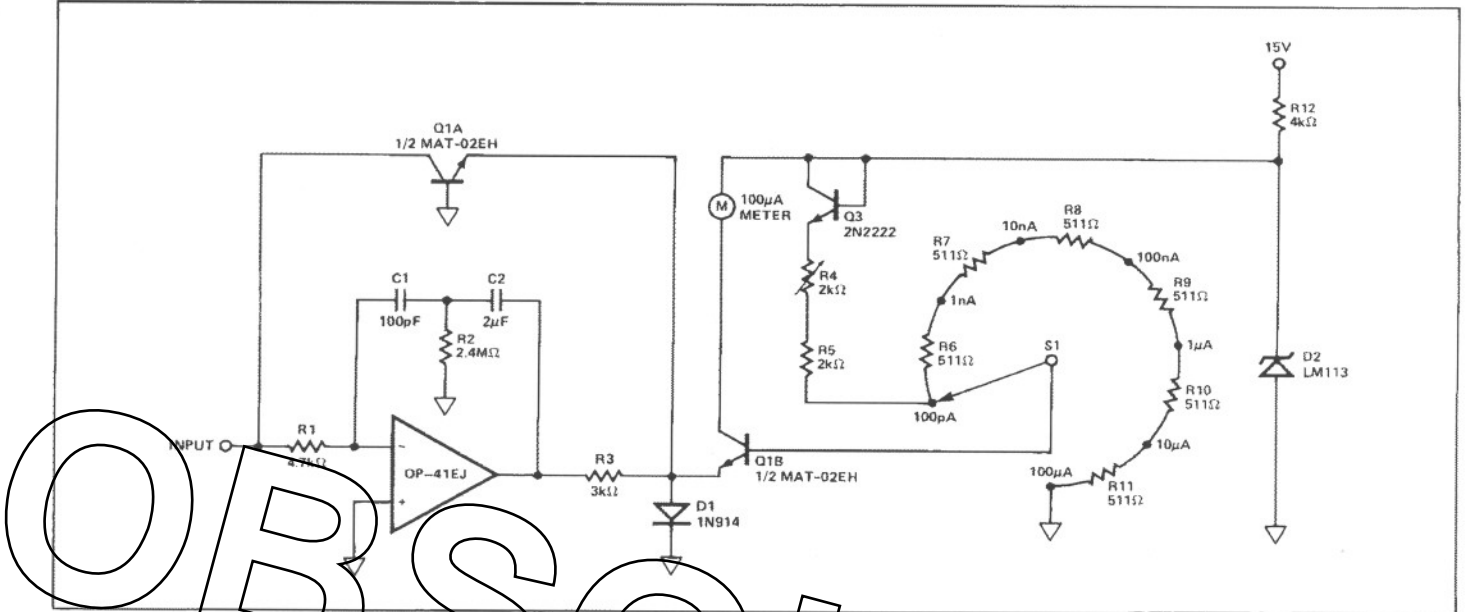 15V
R12
4kΩ
Q1A
1/2 MAT-02EH
100μA
METER
Q3
2N2222
R8
511Ω
10nA
R7
511Ω
100nA
R9
511Ω
R4
2kΩ
1nA
C1
100pF
C2
2μF
R2
2.4MΩ
R5
2kΩ
R6
511Ω
S1
1μA
D2
LM113
R10
511Ω
100pA
10μA
INPUT
R1
4.7kΩ
M
-
+
OP-41EJ
R3
3kΩ
Q1B
1/2 MAT-02EH
100μA
R11
511Ω
D1
1N914
OBSOL